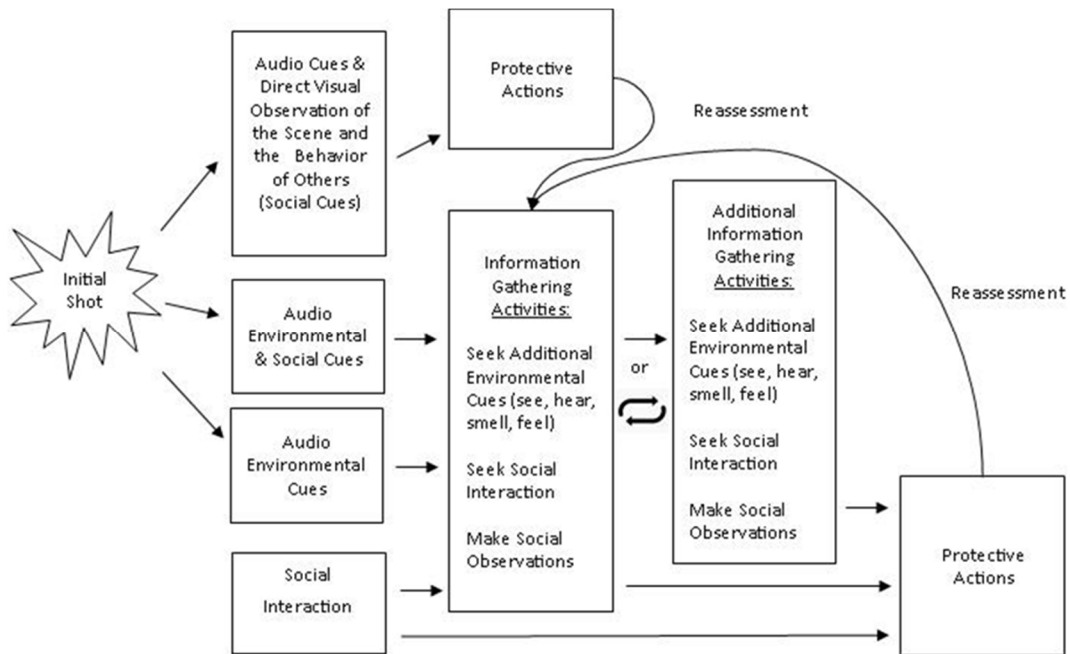 Initial
Shot
Audio Cues &
Direct Visual
Observation of
the Scene and
the Behavior
of Others
(Social Cues)
Audio
Environmental
& Social Cues
Audio
Environmental
Cues
Social
Interaction
Protective
Actions
Reassessment
Information
Gathering
Activities:
Seek Additional
Environmental
Cues (see, hear,
smell, feel)
Seek Social
Interaction
Make Social
Observations
or
Additional
Information
Gathering
Activities:
Seek Additional
Environmental
Cues (see, hear,
smell, feel)
Seek Social
Interaction
Make Social
Observations
Reassessment
Protective
Actions